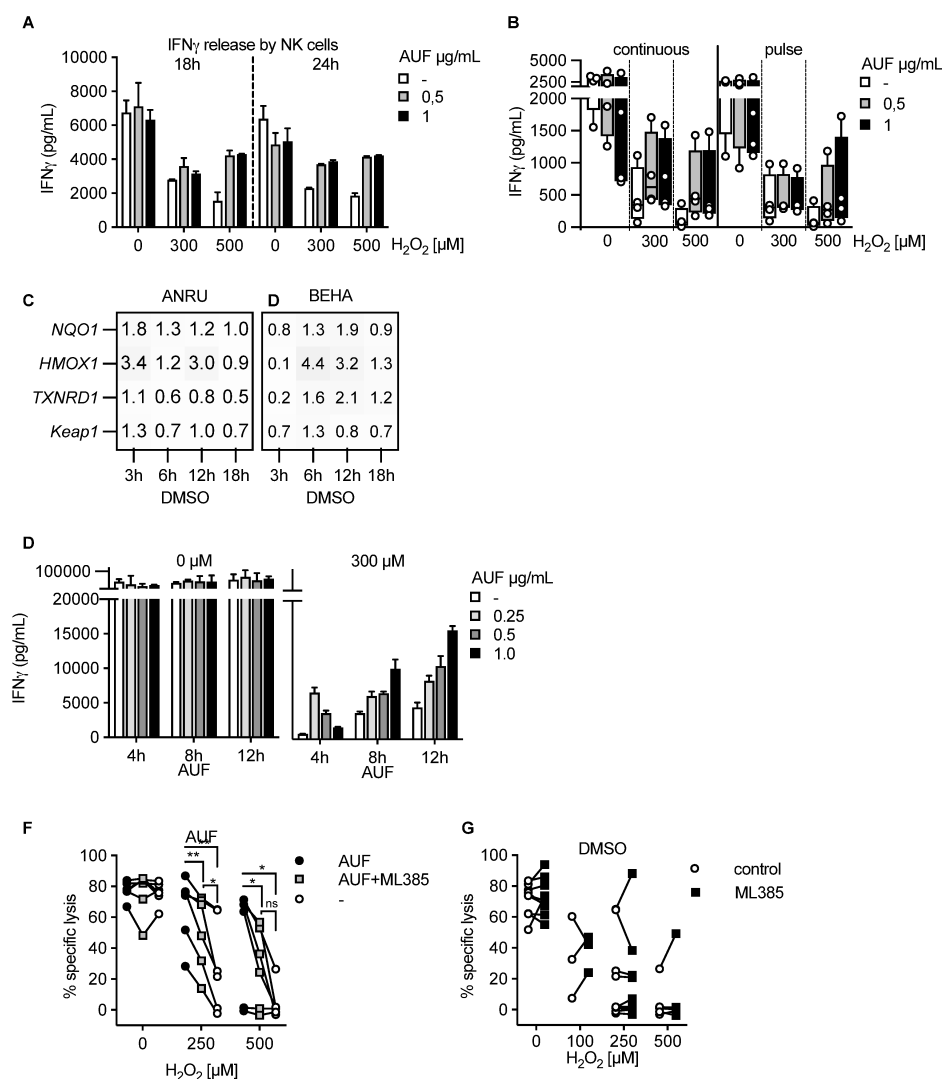 A
IFNγ release by NK cells
18h
24h
AUF µg/mL
-
0,5
1
IFNγ (pg/mL)
10000
8000
6000
4000
2000
0
0 300 500 0 300 500 H2O2 [µM]
B
continuous pulse
AUF µg/mL
-
0,5
1
IFNγ (pg/mL)
5000
2500
2000
1500
1000
500
0
0 300 500 0 300 500 H2O2 [µM]
C ANRU
NQO1 1.8 1.3 1.2 1.0
HMOX1 3.4 1.2 3.0 0.9
TXNRD1 1.1 0.6 0.8 0.5
Keap1 1.3 0.7 1.0 0.7
3h 6h 12h 18h
DMSO
D BEHA
0.8 1.3 1.9 0.9
0.1 4.4 3.2 1.3
0.2 1.6 2.1 1.2
0.7 1.3 0.8 0.7
3h 6h 12h 18h
DMSO
D
0 µM 300 µM
AUF µg/mL
-
0.25
0.5
1.0
IFNγ (pg/mL)
100000
20000
15000
10000
5000
0
4h 8h 12h 4h 8h 12h
AUF AUF
F
AUF
**
**
*
*
*
ns
AUF
AUF+ML385
-
% specific lysis
100
80
60
40
20
0
0 250 500
H2O2 [µM]
G
DMSO
control
ML385
% specific lysis
100
80
60
40
20
0
0 100 250 500
H2O2 [µM]